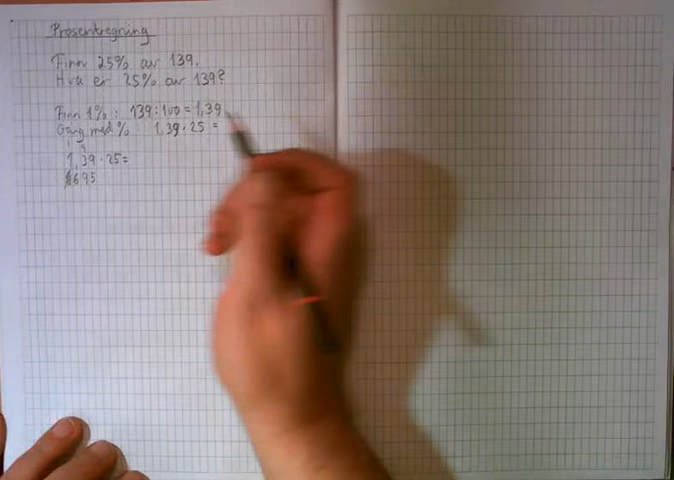 Prosentregning
Finn 25% av 139.
Hva er 25% av 139?
Finn 1% : 139:100 = 1,39
Gang med % 1,39 · 25 =
1,39 · 25 =
695